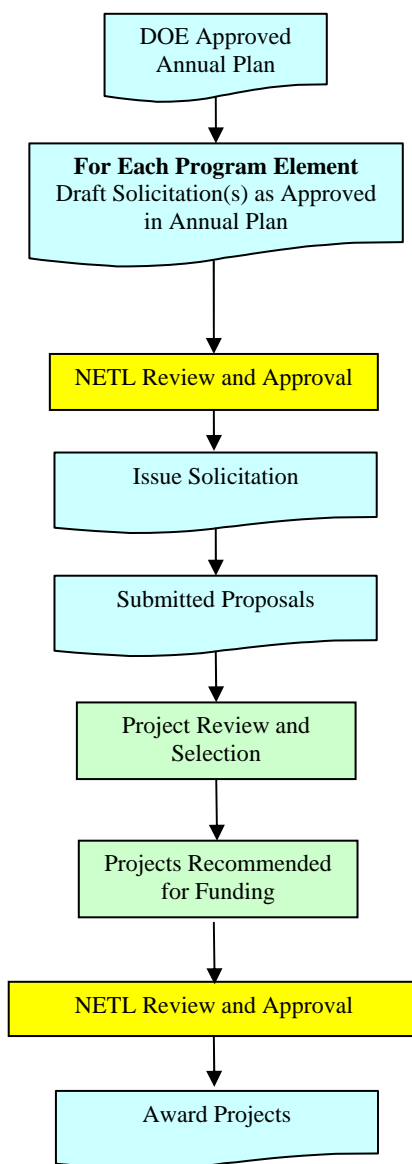 DOE Approved
Annual Plan
For Each Program Element
Draft Solicitation(s) as Approved
in Annual Plan
NETL Review and Approval
Issue Solicitation
Submitted Proposals
Project Review and
Selection
Projects Recommended
for Funding
NETL Review and Approval
Award Projects